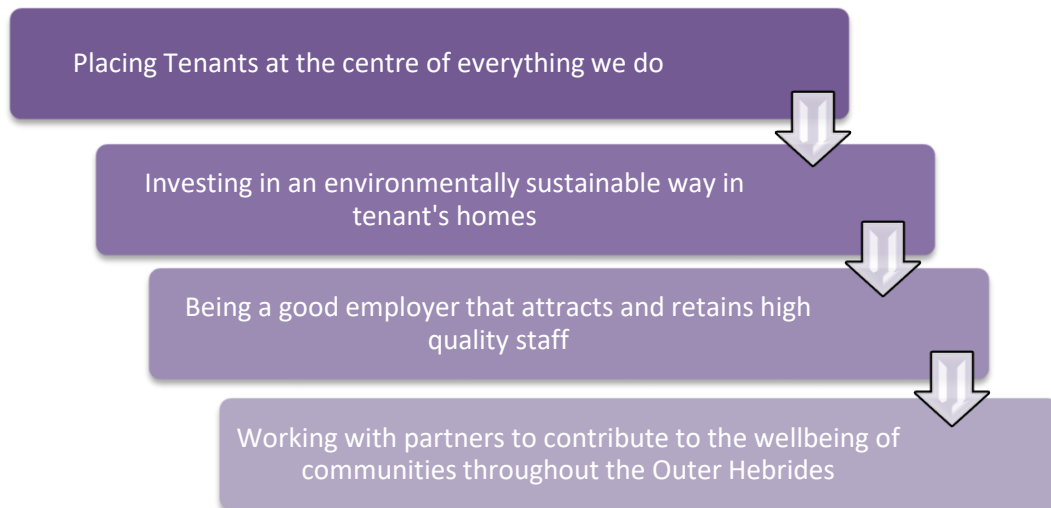 Placing Tenants at the centre of everything we do
Investing in an environmentally sustainable way in
tenant's homes
Being a good employer that attracts and retains high
quality staff
Working with partners to contribute to the wellbeing of
communities throughout the Outer Hebrides